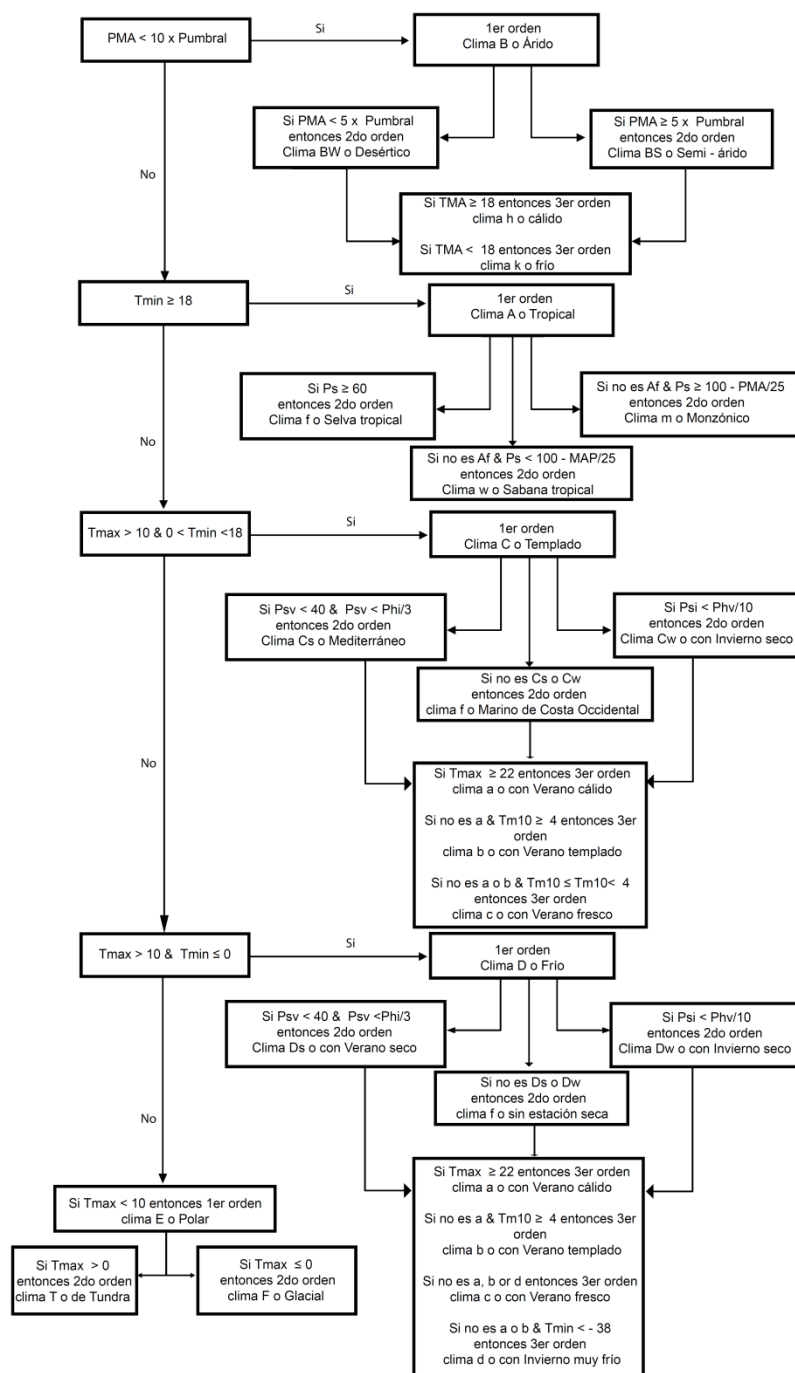 PMA < 10 x Pumbral
Si
1er orden
Clima B o Árido
Si PMA < 5 x Pumbral
entonces 2do orden
Clima BW o Desértico
Si PMA ≥ 5 x Pumbral
entonces 2do orden
Clima BS o Semi - árido
No
Si TMA ≥ 18 entonces 3er orden
clima h o cálido
Si TMA < 18 entonces 3er orden
clima k o frío
Tmin ≥ 18
Si
1er orden
Clima A o Tropical
Si Ps ≥ 60
entonces 2do orden
Clima f o Selva tropical
Si no es Af & Ps ≥ 100 - PMA/25
entonces 2do orden
Clima m o Monzónico
No
Si no es Af & Ps < 100 - MAP/25
entonces 2do orden
Clima w o Sabana tropical
Tmax > 10 & 0 < Tmin <18
Si
1er orden
Clima C o Templado
Si Psv < 40 & Psv < Phi/3
entonces 2do orden
Clima Cs o Mediterráneo
Si Psi < Phv/10
entonces 2do orden
Clima Cw o con Invierno seco
Si no es Cs o Cw
entonces 2do orden
clima f o Marino de Costa Occidental
No
Si Tmax ≥ 22 entonces 3er orden
clima a o con Verano cálido
Si no es a & Tm10 ≥ 4 entonces 3er
orden
clima b o con Verano templado
Si no es a o b & Tm10 ≤ Tm10< 4
entonces 3er orden
clima c o con Verano fresco
Tmax > 10 & Tmin ≤ 0
Si
1er orden
Clima D o Frío
Si Psv < 40 & Psv <Phi/3
entonces 2do orden
Clima Ds o con Verano seco
Si Psi < Phv/10
entonces 2do orden
Clima Dw o con Invierno seco
Si no es Ds o Dw
entonces 2do orden
clima f o sin estación seca
No
Si Tmax ≥ 22 entonces 3er orden
clima a o con Verano cálido
Si no es a & Tm10 ≥ 4 entonces 3er
orden
clima b o con Verano templado
Si no es a, b or d entonces 3er orden
clima c o con Verano fresco
Si no es a o b & Tmin < - 38
entonces 3er orden
clima d o con Invierno muy frío
Si Tmax < 10 entonces 1er orden
clima E o Polar
Si Tmax > 0
entonces 2do orden
clima T o de Tundra
Si Tmax ≤ 0
entonces 2do orden
clima F o Glacial